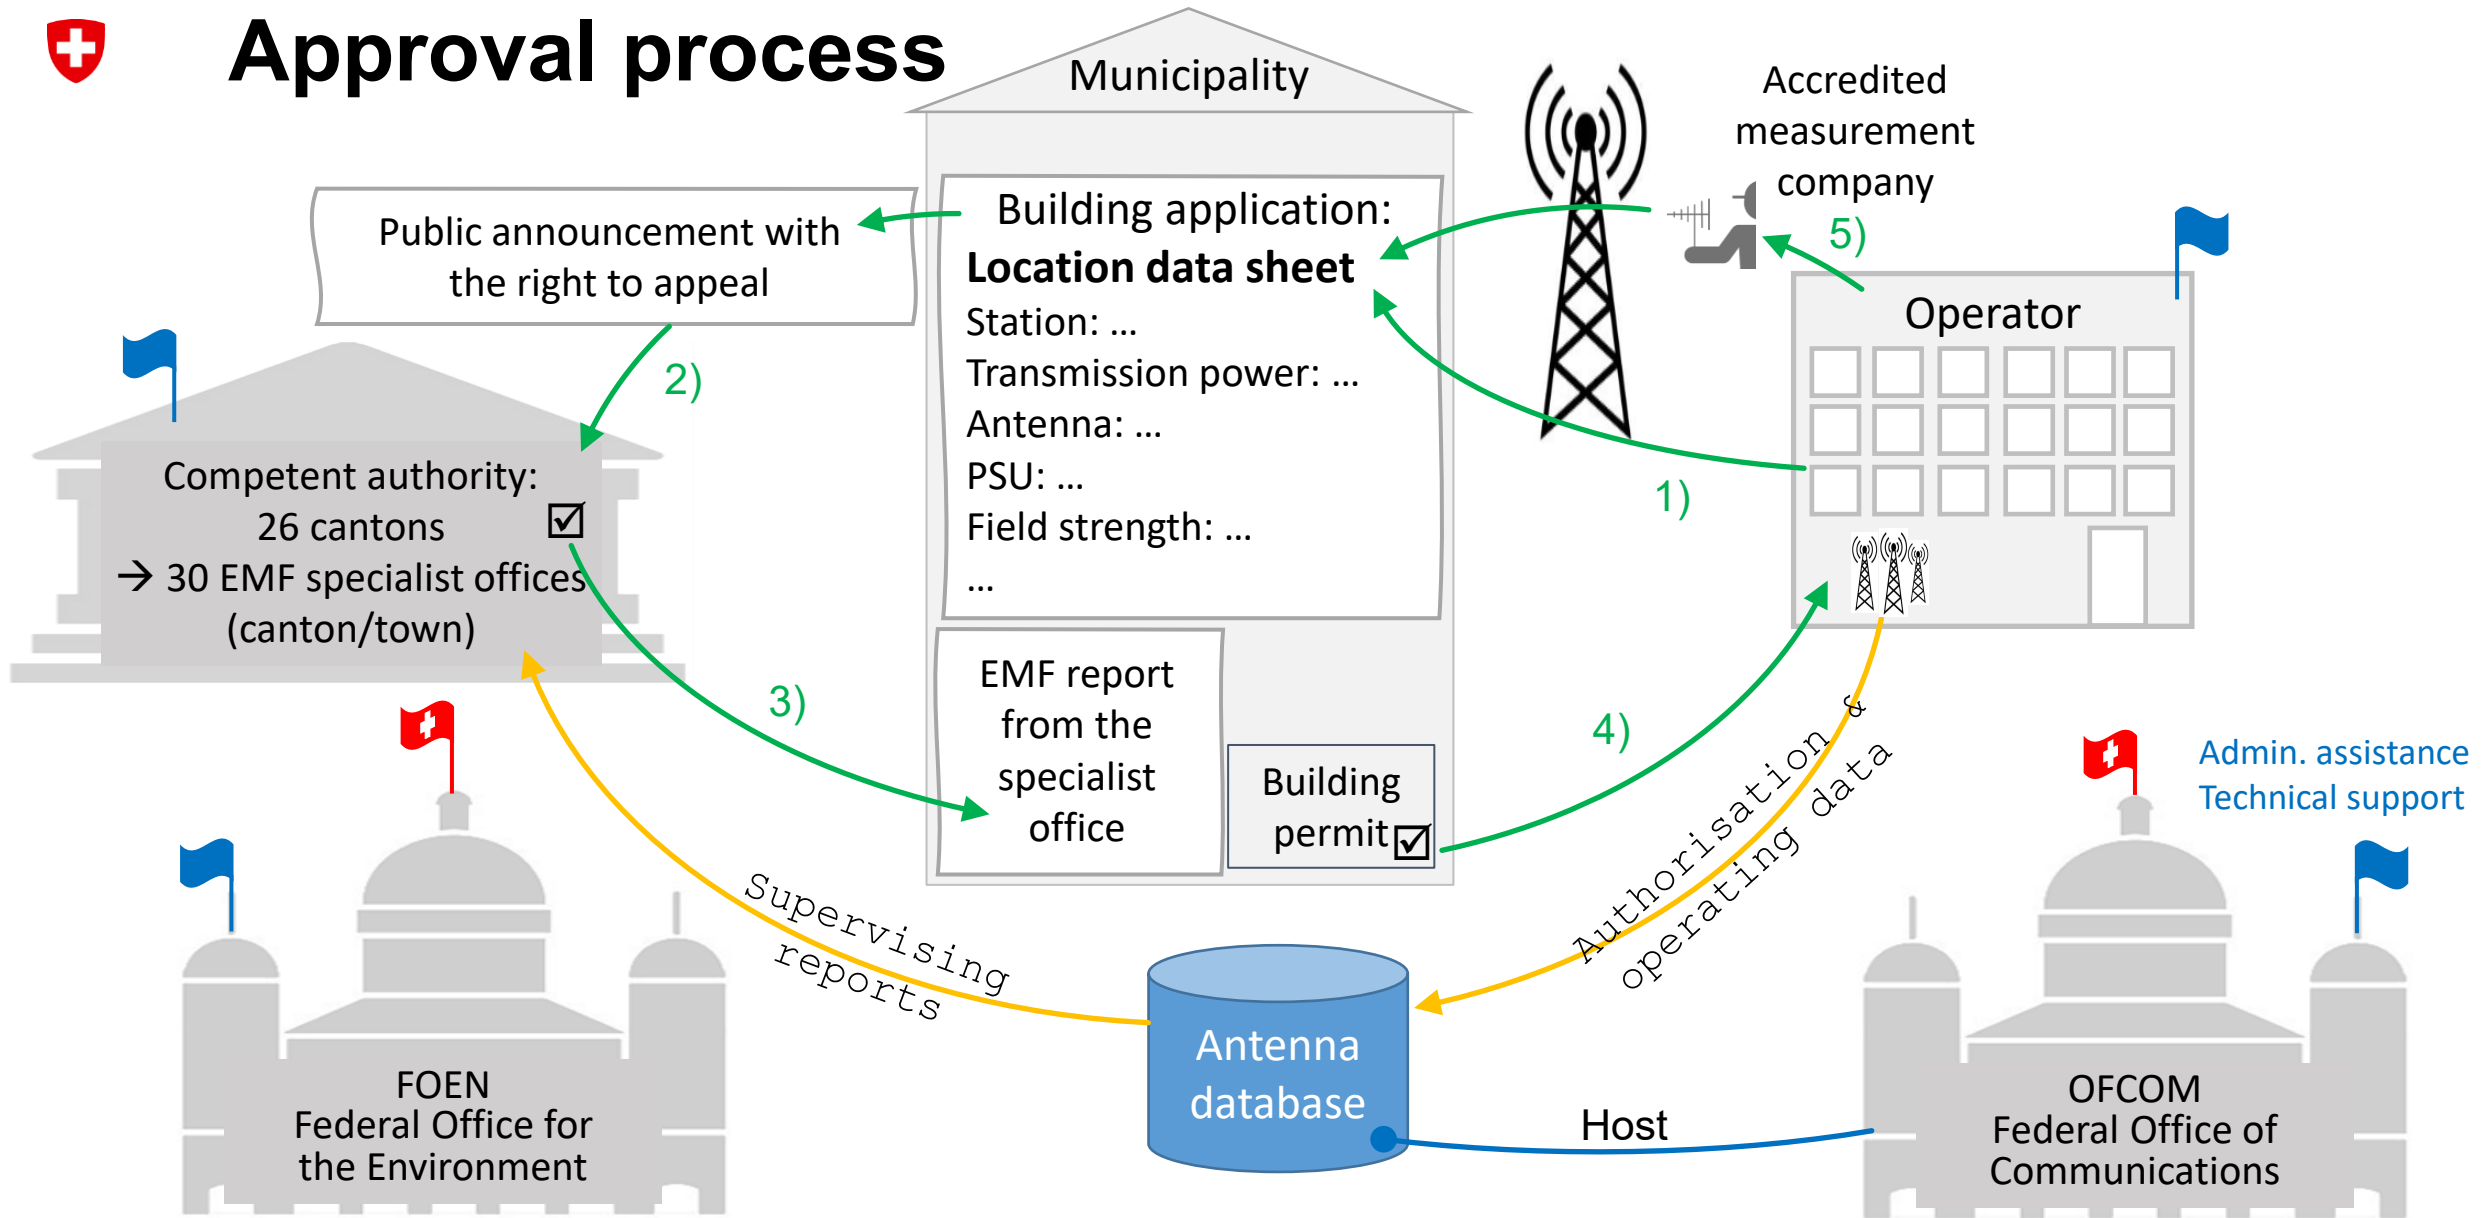 Approval process
Municipality
Accredited
measurement
company
5)
Public announcement with
the right to appeal
Building application:
Location data sheet
Station: ...
Transmission power: ...
Antenna: ...
PSU: ...
Field strength: ...
...
Operator
2)
1)
Competent authority:
26 cantons
→ 30 EMF specialist offices
(canton/town)
3)
EMF report
from the
specialist
office
Building
permit
4)
Authorisation &
operating data
Admin. assistance
Technical support
Supervising
reports
Antenna
database
Host
FOEN
Federal Office for
the Environment
OFCOM
Federal Office of
Communications